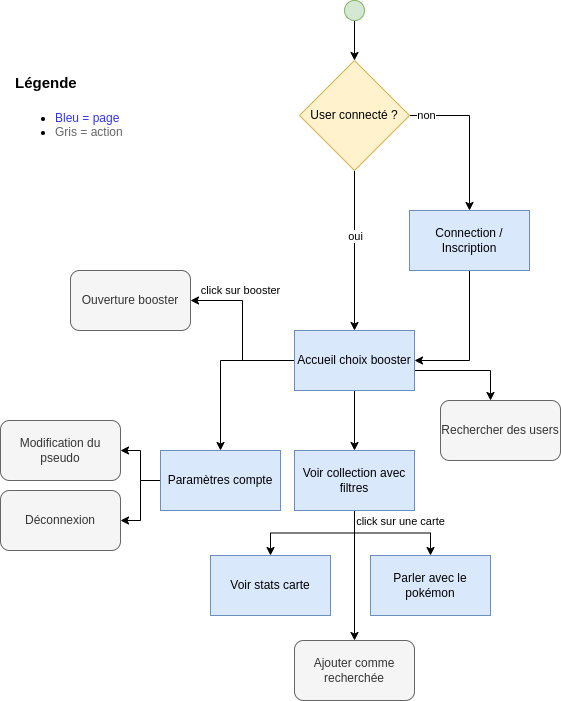 Légende
Bleu = page
Gris = action
User connecté ?
non
Connection /
Inscription
oui
click sur booster
Ouverture booster
Accueil choix booster
Rechercher des users
Modification du
pseudo
Déconnexion
Paramètres compte
Voir collection avec
filtres
click sur une carte
Voir stats carte
Parler avec le
pokémon
Ajouter comme
recherchée